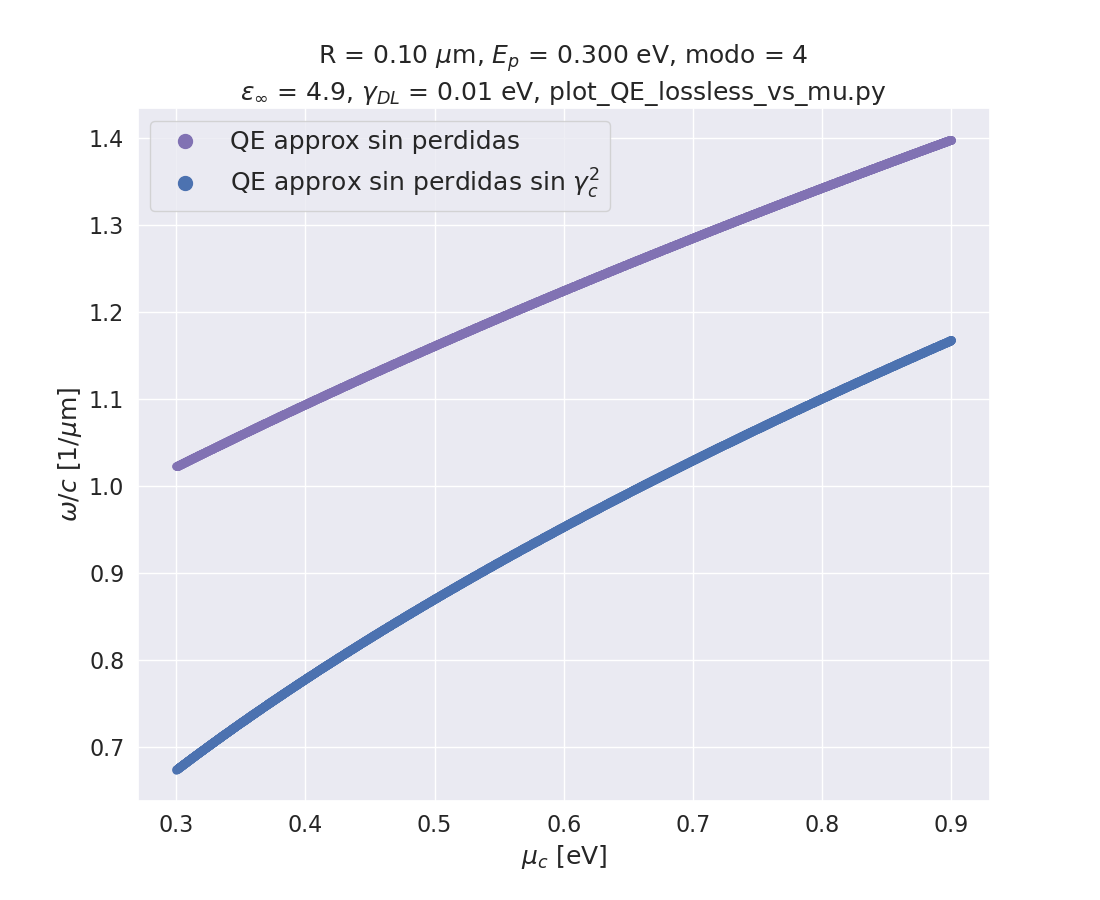 R = 0.10 μm, E_p = 0.300 eV, modo = 4
ε_∞ = 4.9, γ_DL = 0.01 eV, plot_QE_lossless_vs_mu.py
QE approx sin perdidas
QE approx sin perdidas sin γ_c^2
1.4
1.3
1.2
1.1
1.0
0.9
0.8
0.7
ω/c [1/μm]
0.3 0.4 0.5 0.6 0.7 0.8 0.9
μ_c [eV]